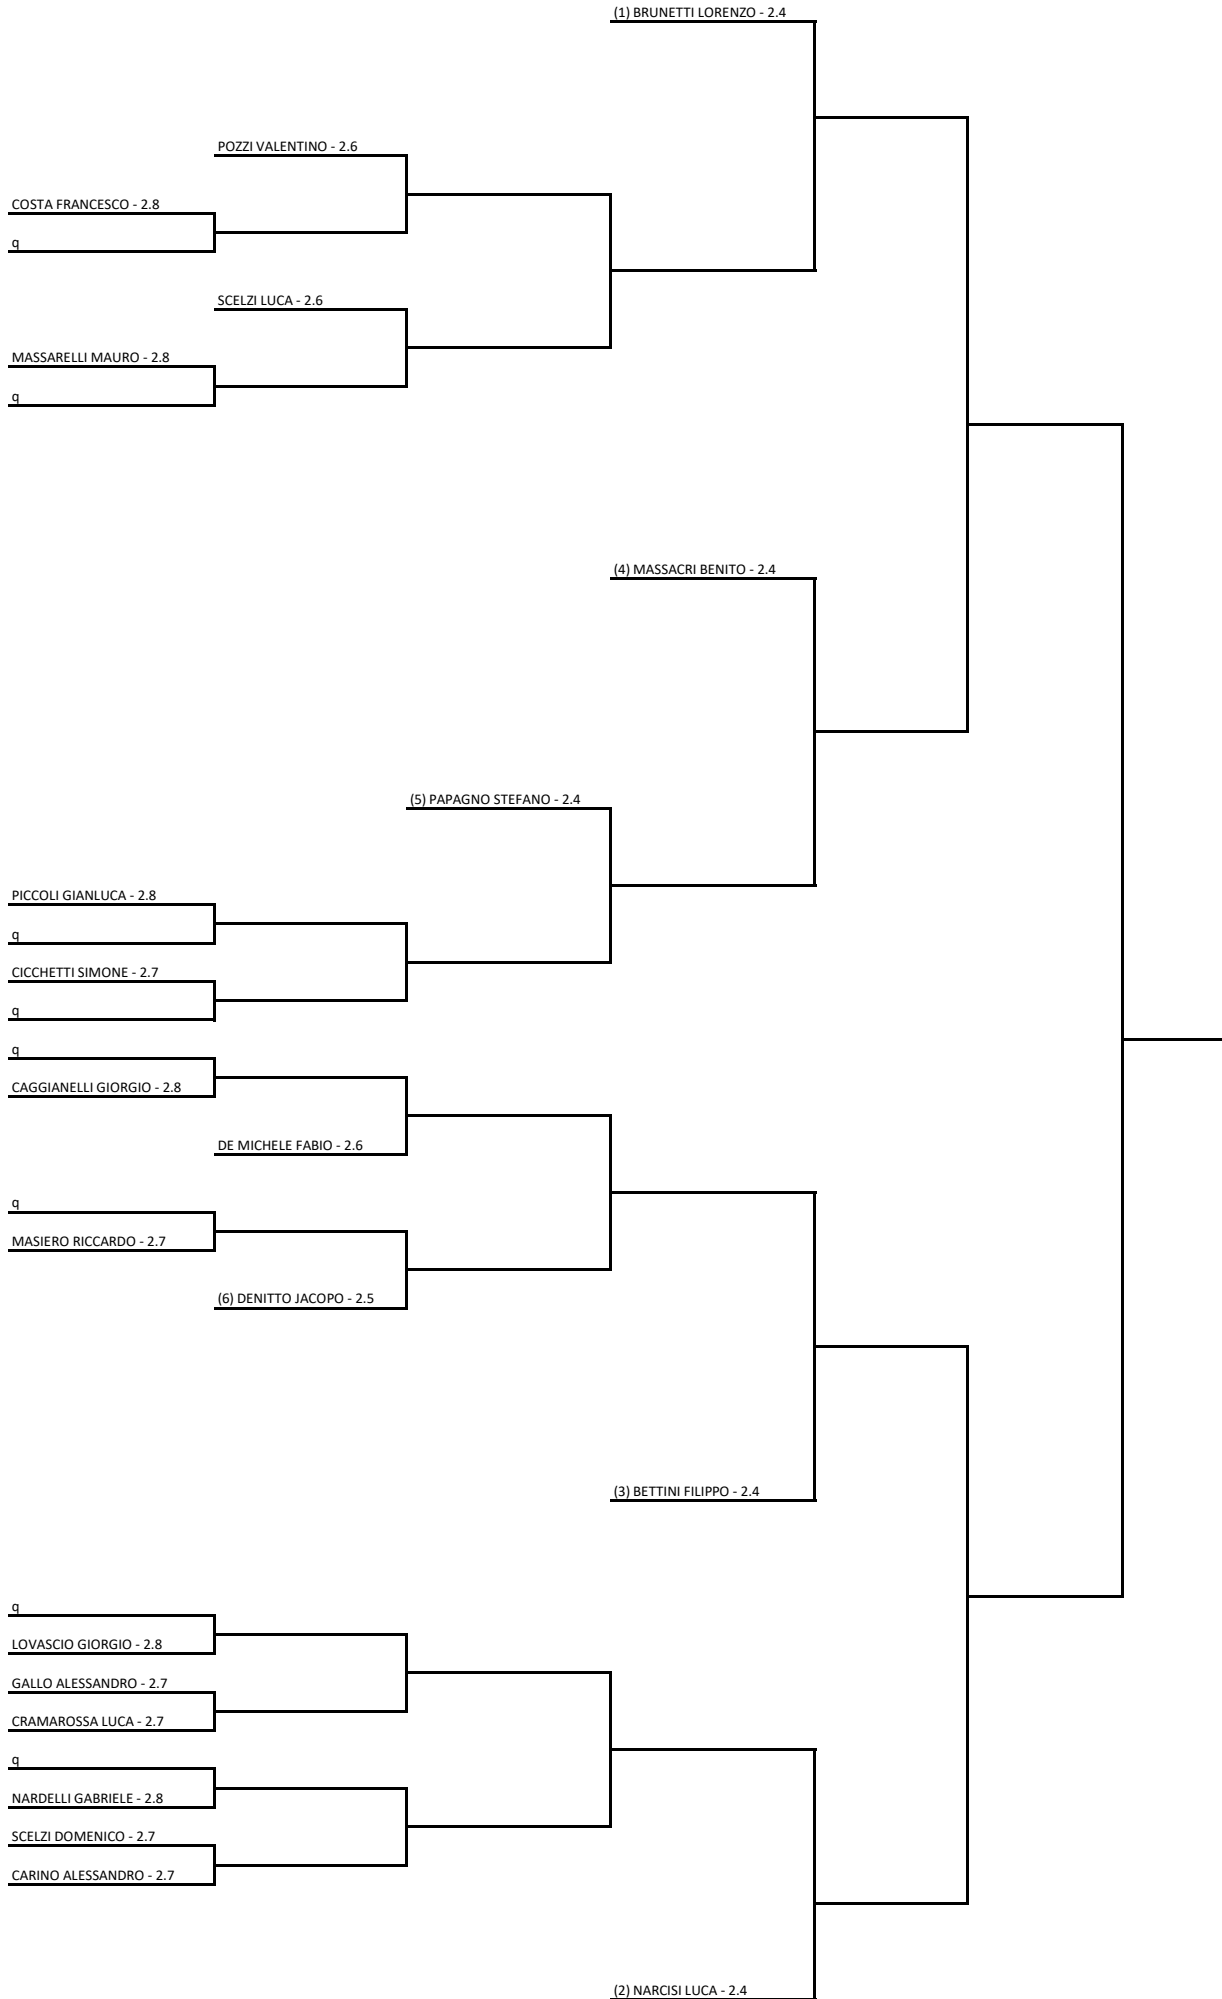 (1) BRUNETTI LORENZO - 2.4
POZZI VALENTINO - 2.6
COSTA FRANCESCO - 2.8
q
SCELZI LUCA - 2.6
MASSARELLI MAURO - 2.8
q
(4) MASSACRI BENITO - 2.4
(5) PAPAGNO STEFANO - 2.4
PICCOLI GIANLUCA - 2.8
q
CICCHETTI SIMONE - 2.7
q
q
CAGGIANELLI GIORGIO - 2.8
DE MICHELE FABIO - 2.6
q
MASIERO RICCARDO - 2.7
(6) DENITTO JACOPO - 2.5
(3) BETTINI FILIPPO - 2.4
q
LOVASCIO GIORGIO - 2.8
GALLO ALESSANDRO - 2.7
CRAMAROSSA LUCA - 2.7
q
NARDELLI GABRIELE - 2.8
SCELZI DOMENICO - 2.7
CARINO ALESSANDRO - 2.7
(2) NARCISI LUCA - 2.4